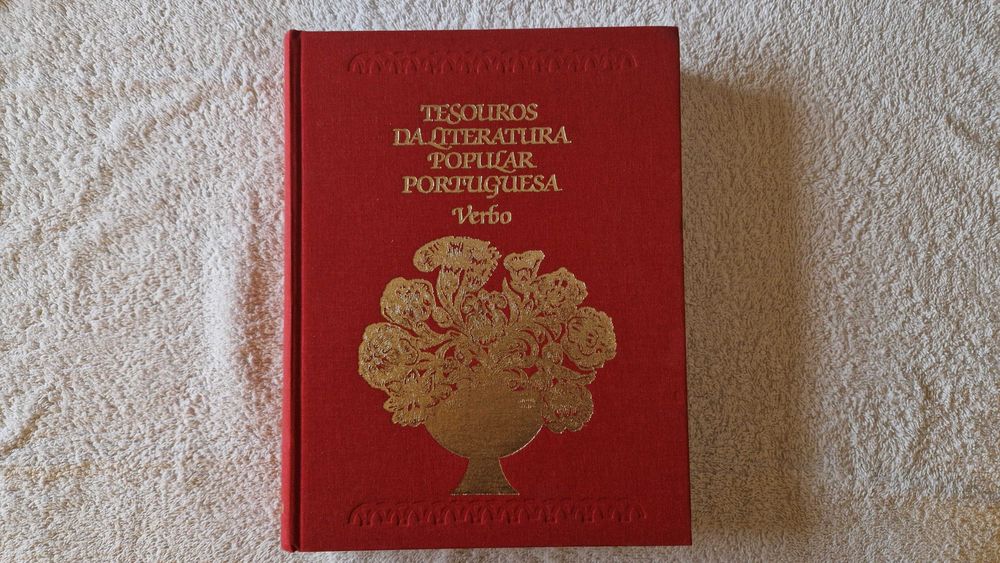 TESOUROS
DA LITERATURA
POPULAR
PORTUGUESA
Verbo